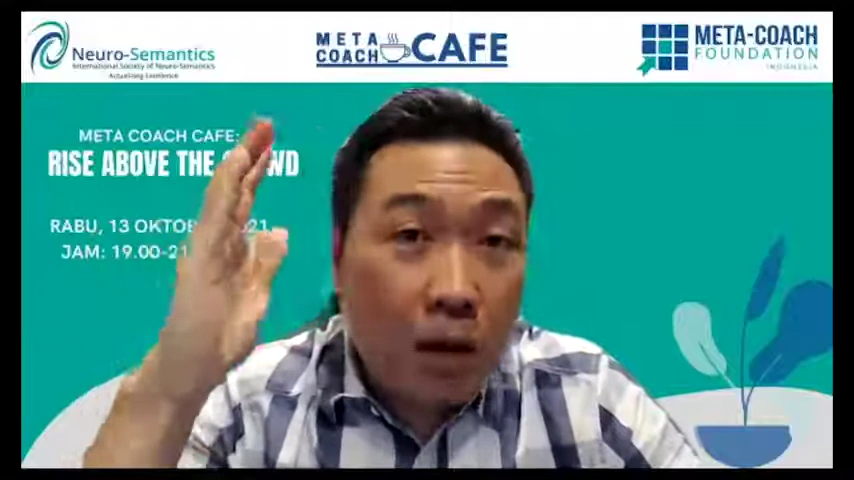 Neuro-Semantics
International Society of Neuro-Semantics
Actualizing Excellence
META
COACH CAFE
META-COACH
FOUNDATION
INDONESIA
META COACH CAFE:
RISE ABOVE THE
RABU, 13 2021
JAM: 19.00-21